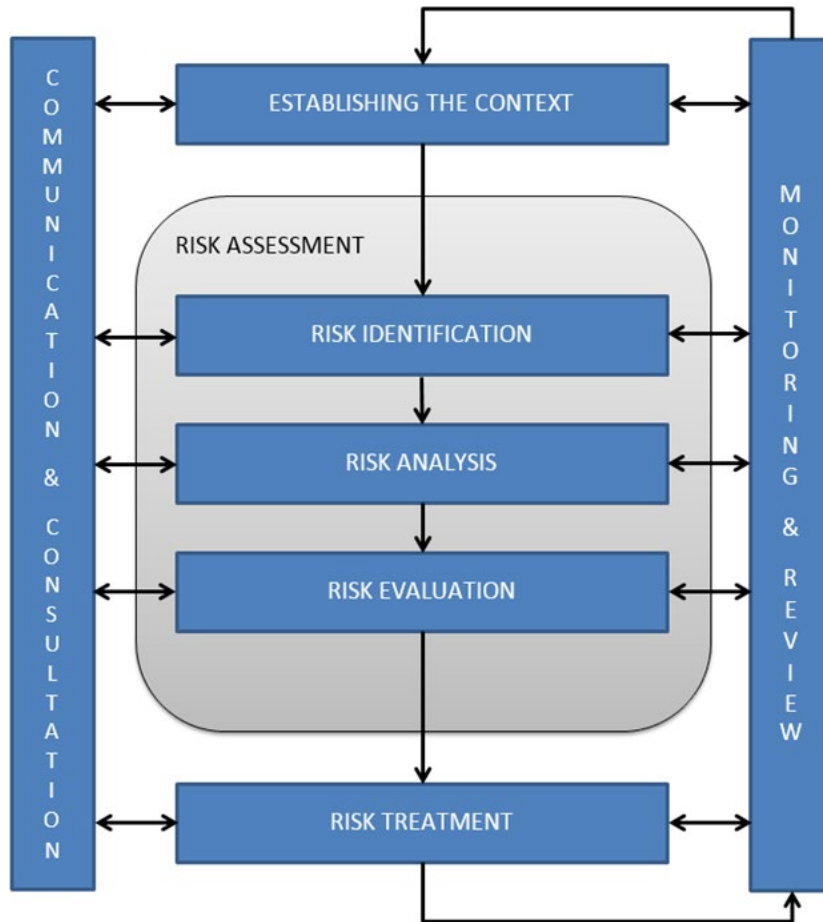 COMMUNICATION & CONSULTATION
ESTABLISHING THE CONTEXT
RISK ASSESSMENT
RISK IDENTIFICATION
RISK ANALYSIS
RISK EVALUATION
RISK TREATMENT
MONITORING & REVIEW